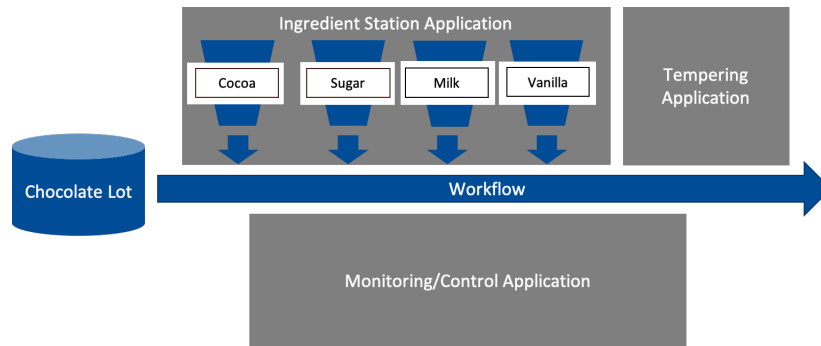 Ingredient Station Application
Cocoa
Sugar
Milk
Vanilla
Tempering
Application
Chocolate Lot
Workflow
Monitoring/Control Application